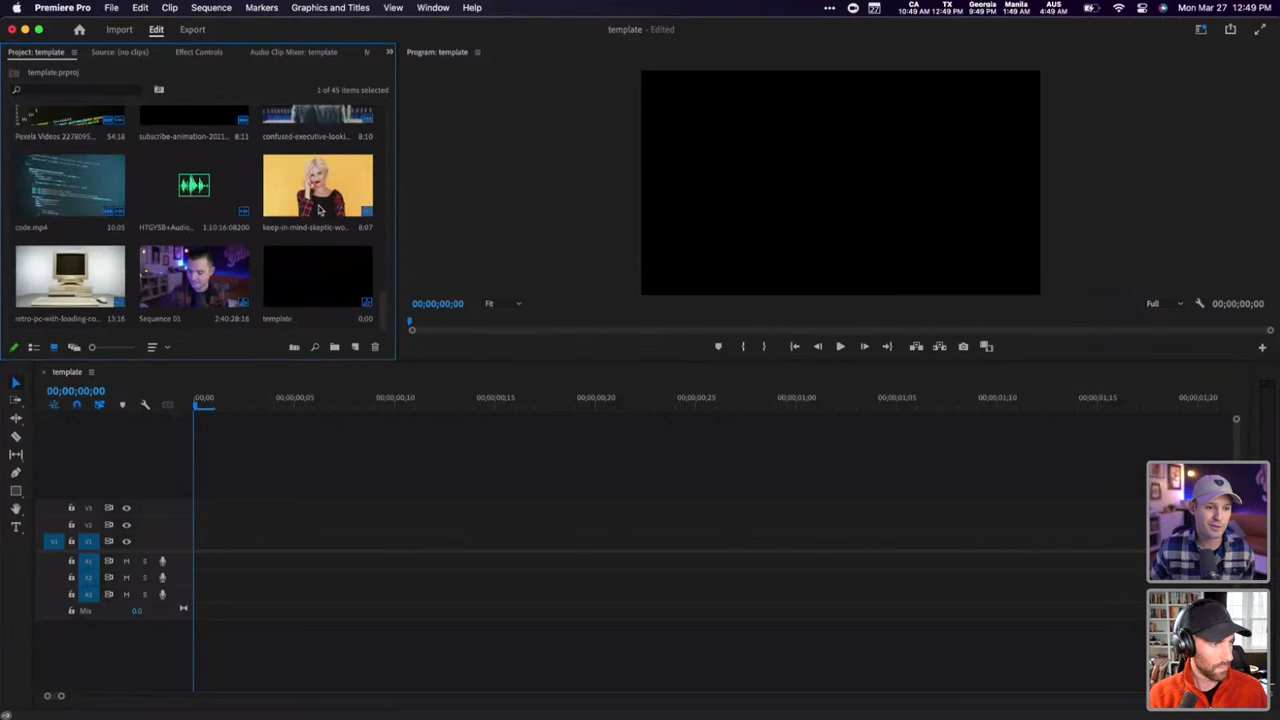 Premiere Pro File Edit Clip Sequence Markers Graphics and Titles View Window Help
27 CA 10:49 AM TX 12:49 PM Georgia 9:49 PM Manila 1:49 AM AUS 4:49 AM Mon Mar 27 12:49 PM
Import Edit Export
template - Edited
Project: template Source: (no clips) Effect Controls Audio Clip Mixer: template M
Program: template
template.prproj
1 of 45 items selected
Pexels Videos 2278095... 54;18 subscribe-animation-2021... 8;11 confused-executive-looki... 8;10
code.mp4 10:05 HTGYSB+Audio... 1:10:16:08200 keep-in-mind-skeptic-wo... 8:07
retro-pc-with-loading-co... 13:16 Sequence 01 2:40:28:16 template 0;00
00;00;00;00 Fit Full 00;00;00;00
template
00;00;00;00
;00;00 00;00;00;05 00;00;00;10 00;00;00;15 00;00;00;20 00;00;00;25 00;00;01;00 00;00;01;05 00;00;01;10 00;00;01;15 00;00;01;20
V3
V2
V1 V1
A1 M S
A2 M S
A3 M S
Mix 0.0